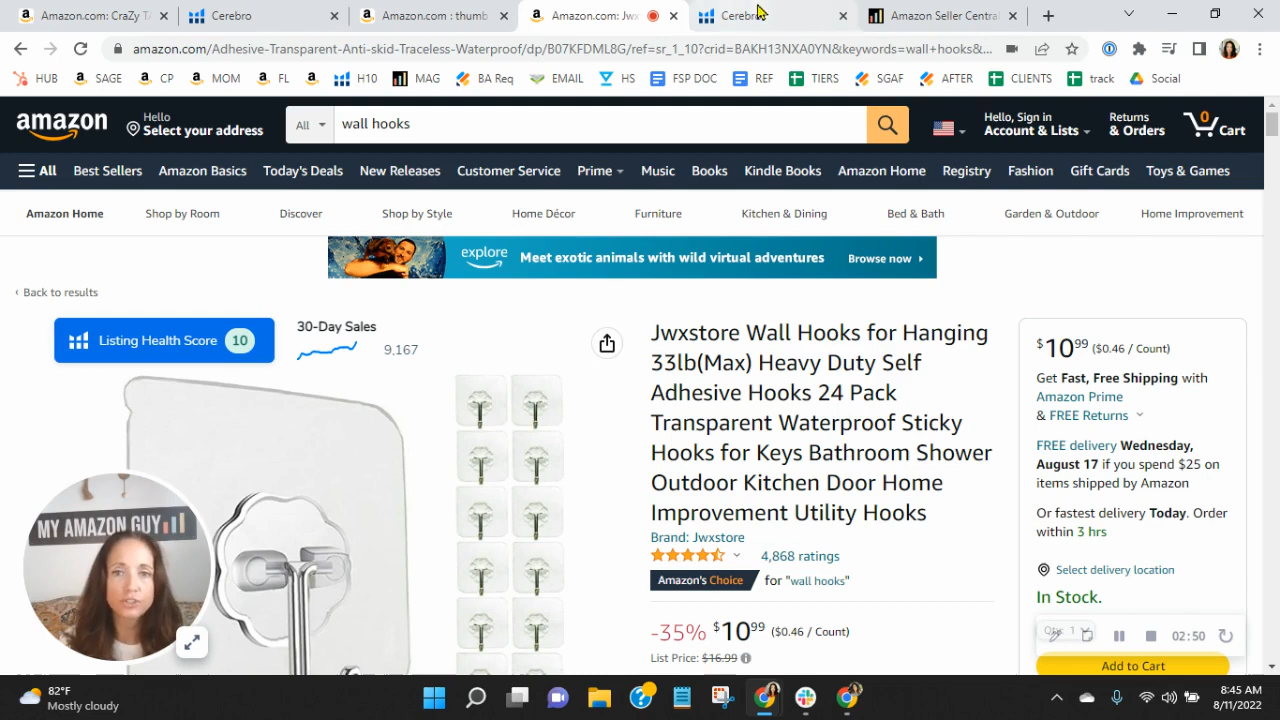 Amazon.com: CraZy TA
Cerebro
Amazon.com : thumb
Amazon.com: Jwx
Cerebro
Amazon Seller Central
amazon.com/Adhesive-Transparent-Anti-skid-Traceless-Waterproof/dp/B07KFDML8G/ref=sr_1_10?crid=BAKH13NXA0YN&keywords=wall+hooks&...
HUB SAGE CP MOM FL H10 MAG BA Req EMAIL HS FSP DOC REF TIERS SGAF AFTER CLIENTS track Social
amazon
Hello
Select your address
All
wall hooks
Hello, Sign in
Account & Lists
Returns
& Orders
0
Cart
All Best Sellers Amazon Basics Today's Deals New Releases Customer Service Prime Music Books Kindle Books Amazon Home Registry Fashion Gift Cards Toys & Games
Amazon Home Shop by Room Discover Shop by Style Home Décor Furniture Kitchen & Dining Bed & Bath Garden & Outdoor Home Improvement
explore Meet exotic animals with wild virtual adventures Browse now
‹ Back to results
Listing Health Score 10
30-Day Sales
9,167
Jwxstore Wall Hooks for Hanging
33lb(Max) Heavy Duty Self
Adhesive Hooks 24 Pack
Transparent Waterproof Sticky
Hooks for Keys Bathroom Shower
Outdoor Kitchen Door Home
Improvement Utility Hooks
Brand: Jwxstore
4,868 ratings
Amazon's Choice for "wall hooks"
-35% $10⁹⁹ ($0.46 / Count)
List Price: $16.99
$10⁹⁹ ($0.46 / Count)
Get Fast, Free Shipping with
Amazon Prime
& FREE Returns
FREE delivery Wednesday,
August 17 if you spend $25 on
items shipped by Amazon
Or fastest delivery Today. Order
within 3 hrs
Select delivery location
In Stock.
Qty: 1
02:50
Add to Cart
MY AMAZON GUY
82°F
Mostly cloudy
8:45 AM
8/11/2022